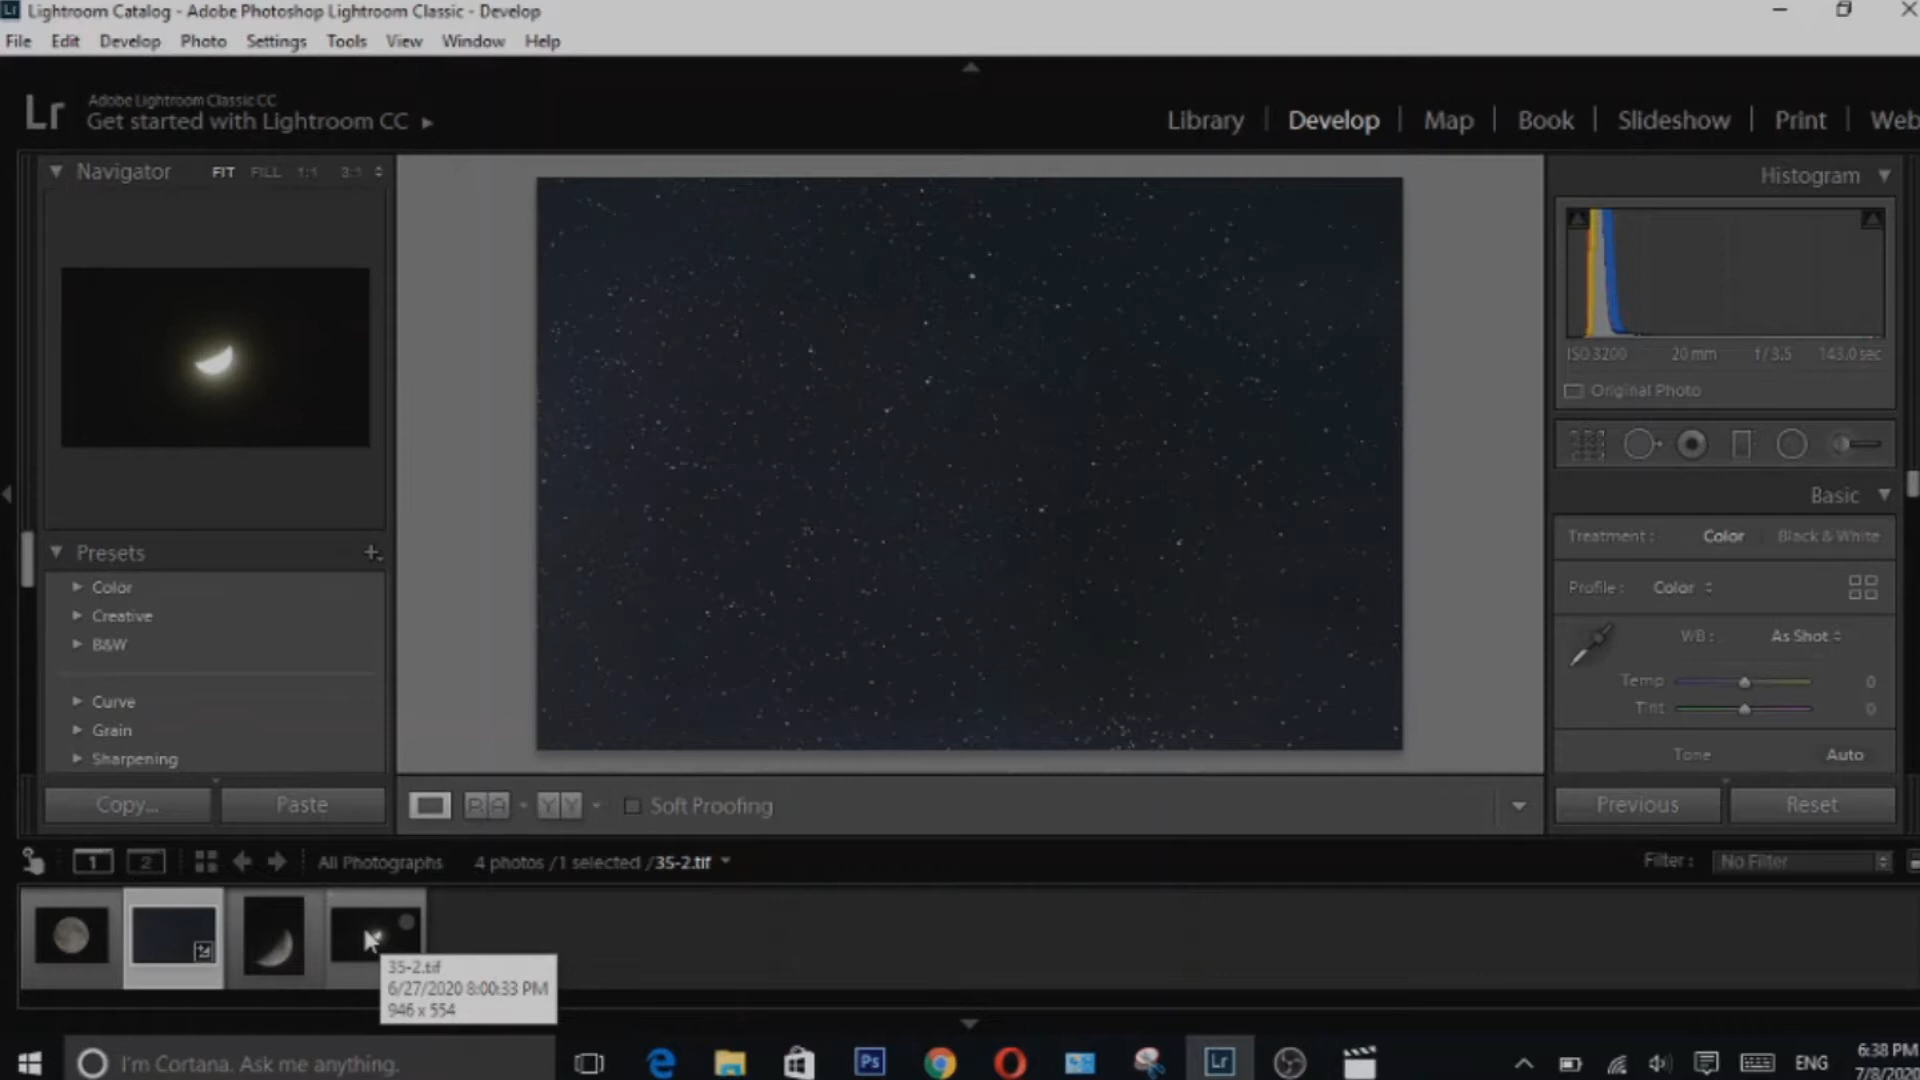 Lr Lightroom Catalog - Adobe Photoshop Lightroom Classic - Develop
File Edit Develop Photo Settings Tools View Window Help
Lr
Adobe Lightroom Classic CC
Get started with Lightroom CC
Library | Develop | Map | Book | Slideshow | Print | Web
Navigator FIT FILL 1:1 3:1
Histogram
ISO 3200 20 mm f/3.5 143.0 sec
Original Photo
Basic
Treatment : Color Black & White
Profile : Color
WB : As Shot
Temp 0
Tint 0
Tone Auto
Presets +
Color
Creative
B&W
Curve
Grain
Sharpening
Copy... Paste
R A Y Y Soft Proofing
Previous Reset
1 2 All Photographs 4 photos /1 selected /35-2.tif
Filter : No Filter
35-2.tif
6/27/2020 8:00:33 PM
946 x 554
I'm Cortana. Ask me anything.
Ps
Lr
ENG
6:38 PM
7/8/2020